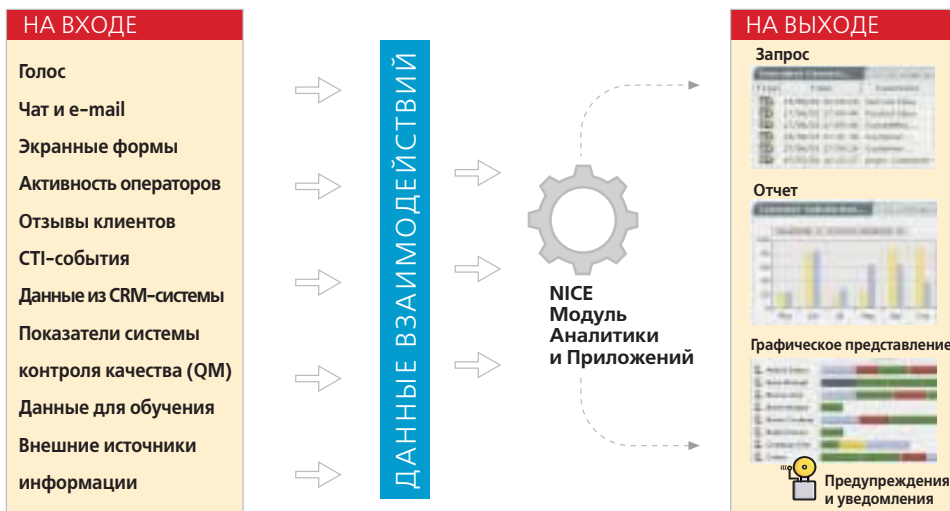 НА ВХОДЕ
Голос
Чат и e-mail
Экранные формы
Активность операторов
Отзывы клиентов
CTI-события
Данные из CRM-системы
Показатели системы
контроля качества (QM)
Данные для обучения
Внешние источники
информации
ДАННЫЕ ВЗАИМОДЕЙСТВИЙ
NICE
Модуль
Аналитики
и Приложений
НА ВЫХОДЕ
Запрос
Отчет
Графическое представление
Предупреждения
и уведомления